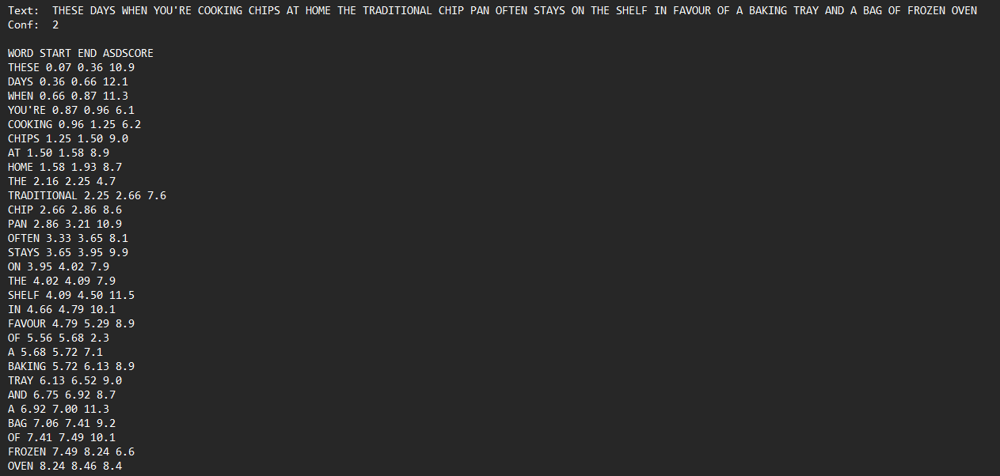 Text:  THESE DAYS WHEN YOU'RE COOKING CHIPS AT HOME THE TRADITIONAL CHIP PAN OFTEN STAYS ON THE SHELF IN FAVOUR OF A BAKING TRAY AND A BAG OF FROZEN OVEN
Conf:  2

WORD START END ASDSCORE
THESE 0.07 0.36 10.9
DAYS 0.36 0.66 12.1
WHEN 0.66 0.87 11.3
YOU'RE 0.87 0.96 6.1
COOKING 0.96 1.25 6.2
CHIPS 1.25 1.50 9.0
AT 1.50 1.58 8.9
HOME 1.58 1.93 8.7
THE 2.16 2.25 4.7
TRADITIONAL 2.25 2.66 7.6
CHIP 2.66 2.86 8.6
PAN 2.86 3.21 10.9
OFTEN 3.33 3.65 8.1
STAYS 3.65 3.95 9.9
ON 3.95 4.02 7.9
THE 4.02 4.09 7.9
SHELF 4.09 4.50 11.5
IN 4.66 4.79 10.1
FAVOUR 4.79 5.29 8.9
OF 5.56 5.68 2.3
A 5.68 5.72 7.1
BAKING 5.72 6.13 8.9
TRAY 6.13 6.52 9.0
AND 6.75 6.92 8.7
A 6.92 7.00 11.3
BAG 7.06 7.41 9.2
OF 7.41 7.49 10.1
FROZEN 7.49 8.24 6.6
OVEN 8.24 8.46 8.4